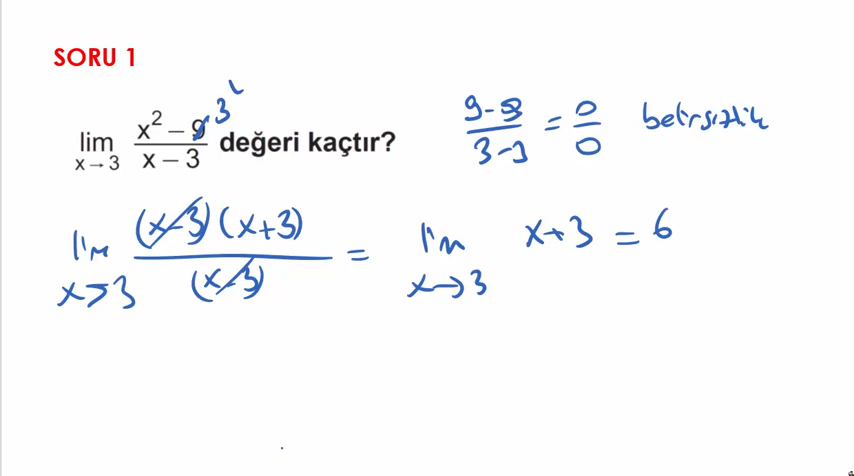 SORU 1
lim x→3 (x² − 9)/(x − 3) değeri kaçtır?
3²
(9-9)/(3-3) = 0/0 belirsizlik
lim x→3 ((x-3)(x+3))/(x-3) = lim x→3 x+3 = 6